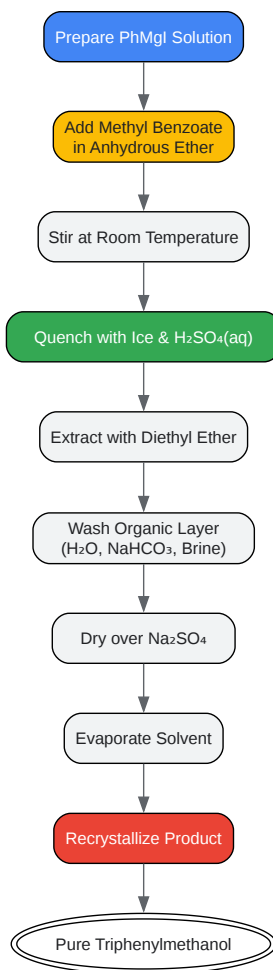 Prepare PhMgI Solution
Add Methyl Benzoate
in Anhydrous Ether
Stir at Room Temperature
Quench with Ice & H₂SO₄(aq)
Extract with Diethyl Ether
Wash Organic Layer
(H₂O, NaHCO₃, Brine)
Dry over Na₂SO₄
Evaporate Solvent
Recrystallize Product
Pure Triphenylmethanol